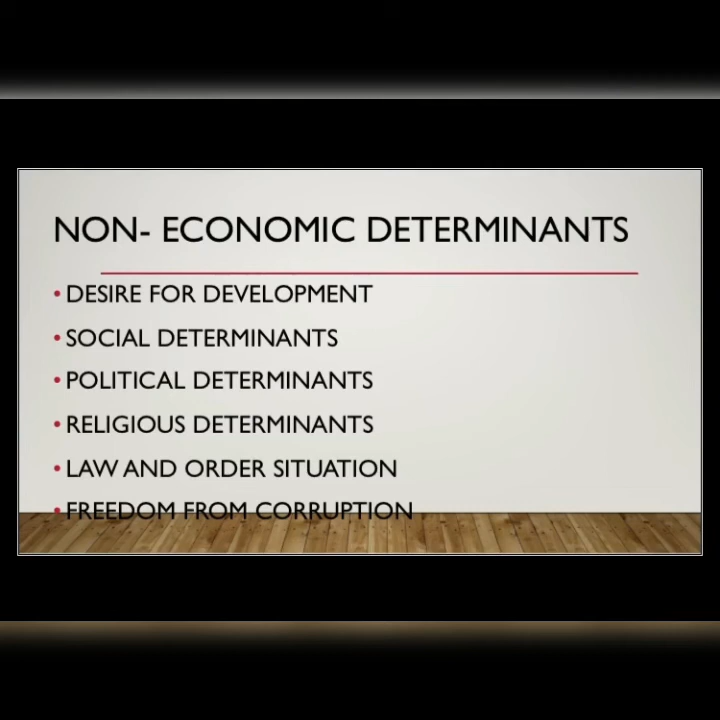 NON- ECONOMIC DETERMINANTS
• DESIRE FOR DEVELOPMENT
• SOCIAL DETERMINANTS
• POLITICAL DETERMINANTS
• RELIGIOUS DETERMINANTS
• LAW AND ORDER SITUATION
• FREEDOM FROM CORRUPTION